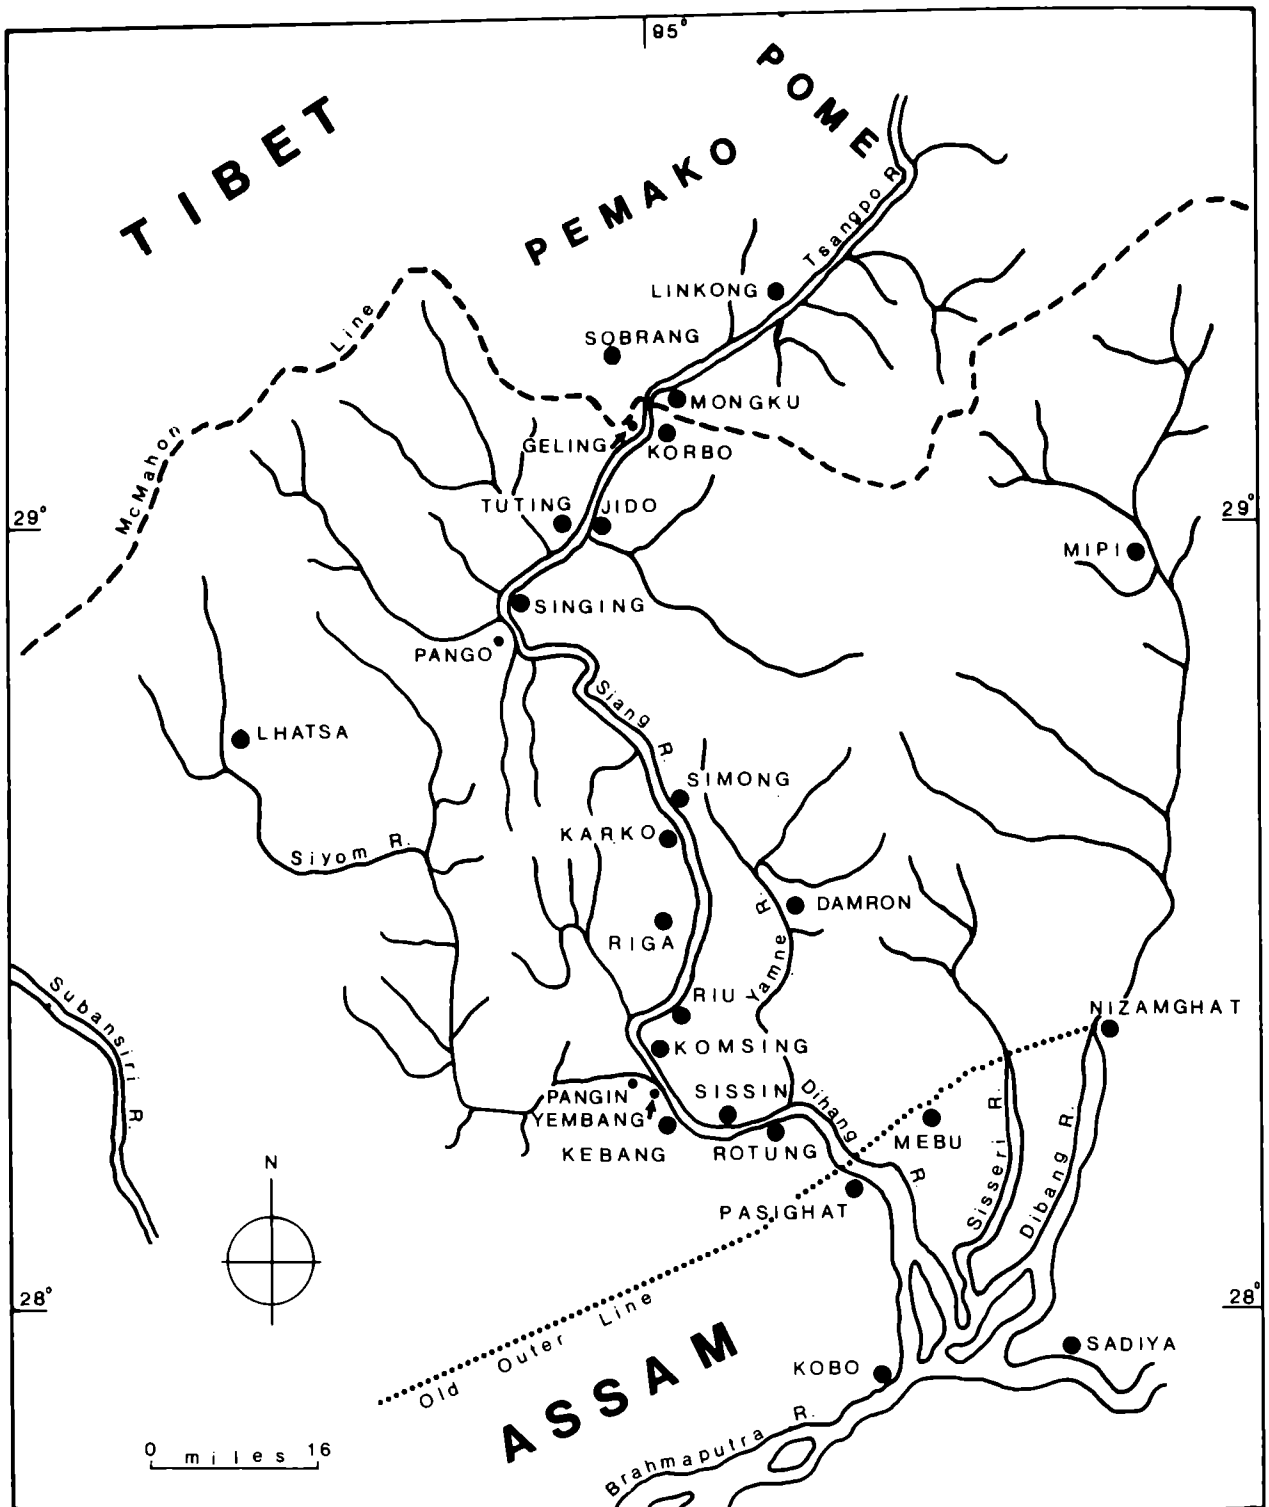 95°
TIBET
POME
PEMAKO
Tsangpo R
LINKONG
McMahon Line
SOBRANG
MONGKU
GELING
KORBO
TUTING
JIDO
29°
29°
MIPI
SINGING
PANGO
Siang R.
LHATSA
SIMONG
KARKO
Siyom R.
DAMRON
Yamne R.
RIGA
Subansiri R.
RIU
NIZAMGHAT
KOMSING
PANGIN
SISSIN
YEMBANG
Dihang R.
MEBU
KEBANG
ROTUNG
Sisseri R.
Dibang R.
N
PASIGHAT
28°
28°
Old Outer Line
ASSAM
SADIYA
KOBO
Brahmaputra R.
0 miles 16